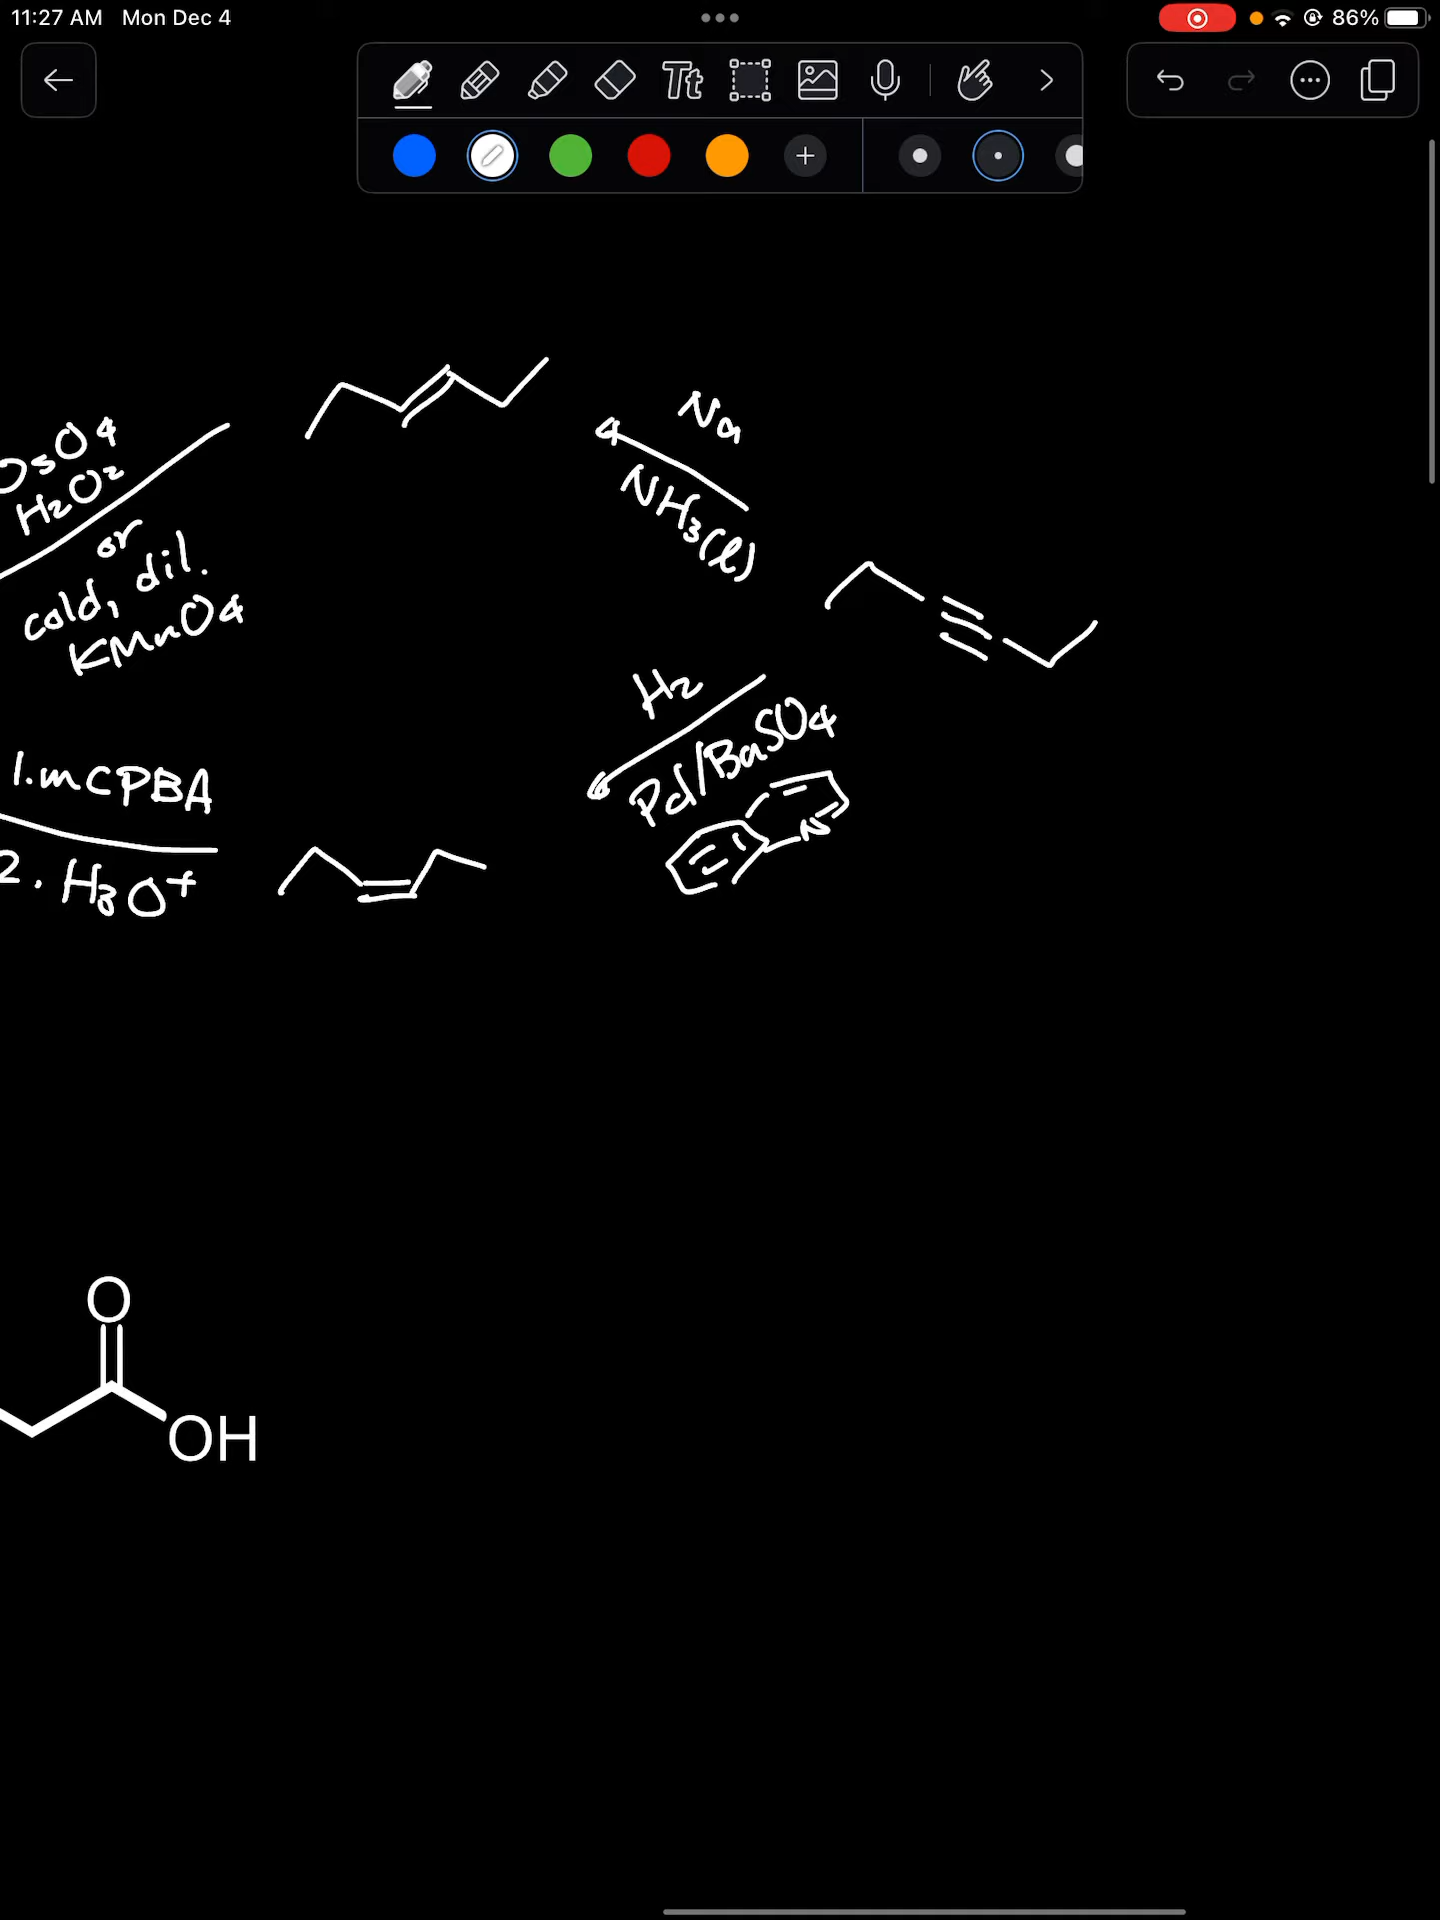 11:27 AM Mon Dec 4
86%
Tt
Na
NH3(l)
OsO4
H2O2
or
cold, dil.
KMnO4
H2
Pd/BaSO4
N
1. mCPBA
2. H3O+
O
OH